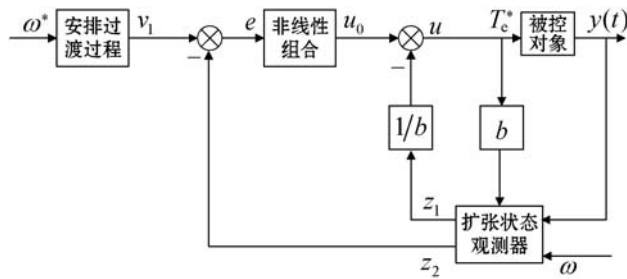 ω*
安排过
渡过程
v₁
e
非线性
组合
u₀
u
Tₑ*
被控
对象
y(t)
−
−
1/b
b
z₁
扩张状态
观测器
z₂
ω